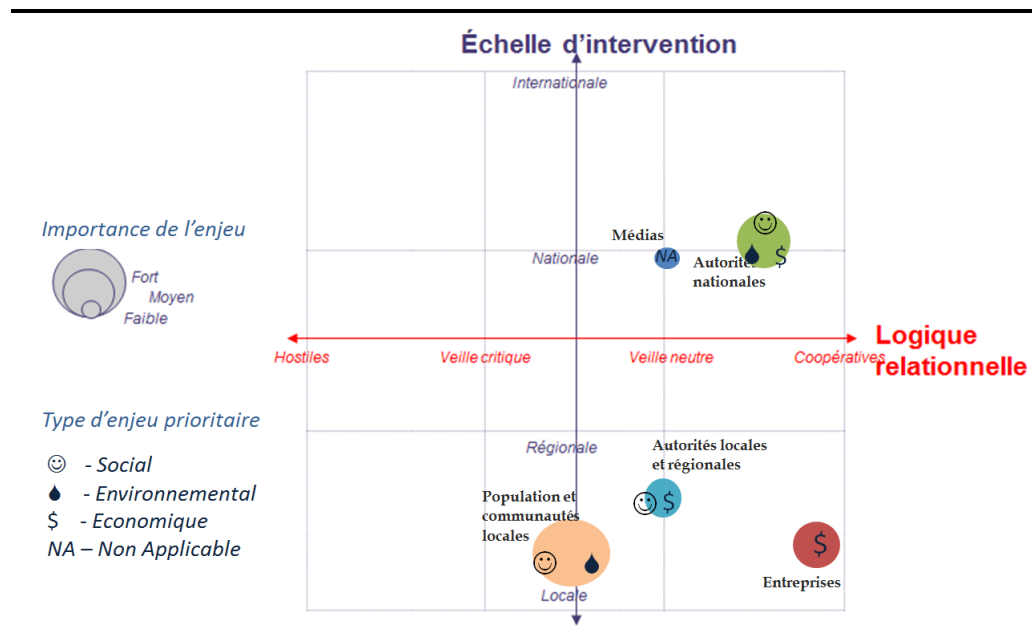 Échelle d'intervention
Internationale
Importance de l'enjeu
Fort
Moyen
Faible
Médias
NA
Nationale
$
Autorités
nationales
Hostiles
Veille critique
Veille neutre
Coopératives
Logique
relationnelle
Type d'enjeu prioritaire
- Social
- Environnemental
$ - Economique
NA – Non Applicable
Régionale
Autorités locales
et régionales
$
Population et
communautés
locales
$
Entreprises
Locale